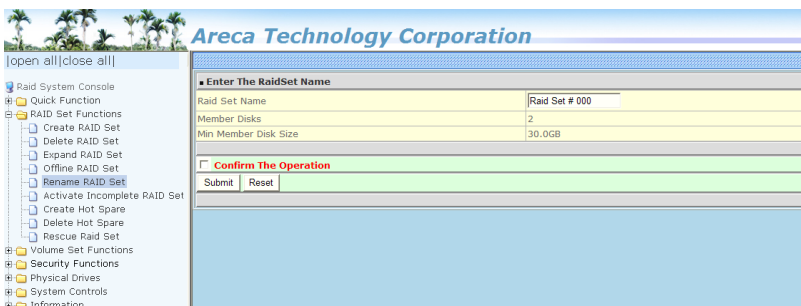 Areca Technology Corporation
|open all|close all|
Raid System Console
Quick Function
RAID Set Functions
Create RAID Set
Delete RAID Set
Expand RAID Set
Offline RAID Set
Rename RAID Set
Activate Incomplete RAID Set
Create Hot Spare
Delete Hot Spare
Rescue Raid Set
Volume Set Functions
Security Functions
Physical Drives
System Controls
Information
Enter The RaidSet Name
Raid Set Name Raid Set # 000
Member Disks 2
Min Member Disk Size 30.0GB
Confirm The Operation
Submit Reset